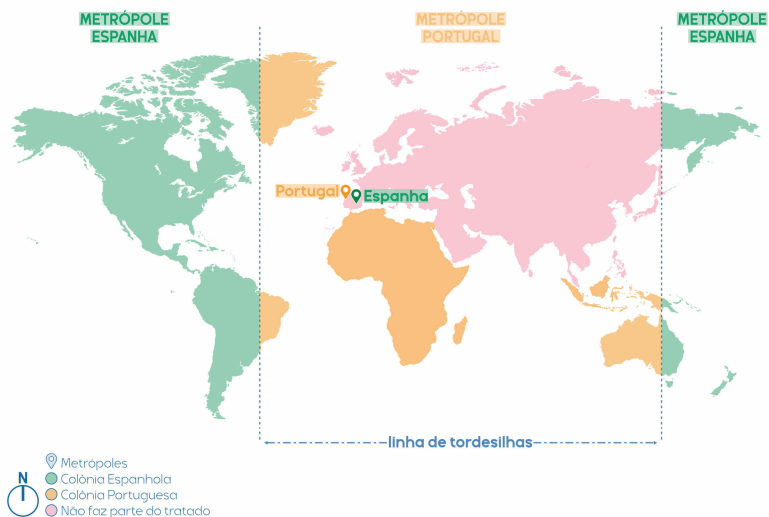 METRÓPOLE
ESPANHA
METRÓPOLE
PORTUGAL
METRÓPOLE
ESPANHA
Portugal
Espanha
linha de tordesilhas
N
Metrópoles
Colônia Espanhola
Colônia Portuguesa
Não faz parte do tratado